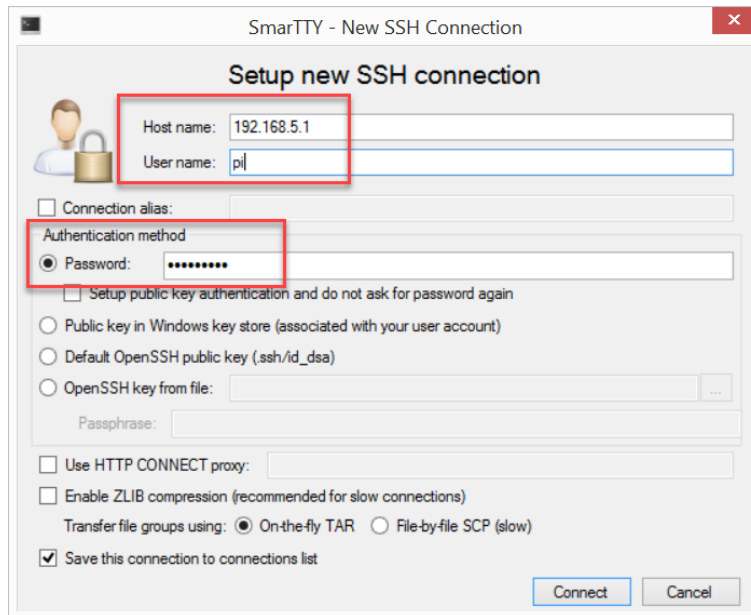 SmarTTY - New SSH Connection
Setup new SSH connection
Host name: 192.168.5.1
User name: pi
Connection alias:
Authentication method
Password: •••••••••
Setup public key authentication and do not ask for password again
Public key in Windows key store (associated with your user account)
Default OpenSSH public key (.ssh/id_dsa)
OpenSSH key from file: ...
Passphrase:
Use HTTP CONNECT proxy:
Enable ZLIB compression (recommended for slow connections)
Transfer file groups using: On-the-fly TAR File-by-file SCP (slow)
Save this connection to connections list
Connect Cancel